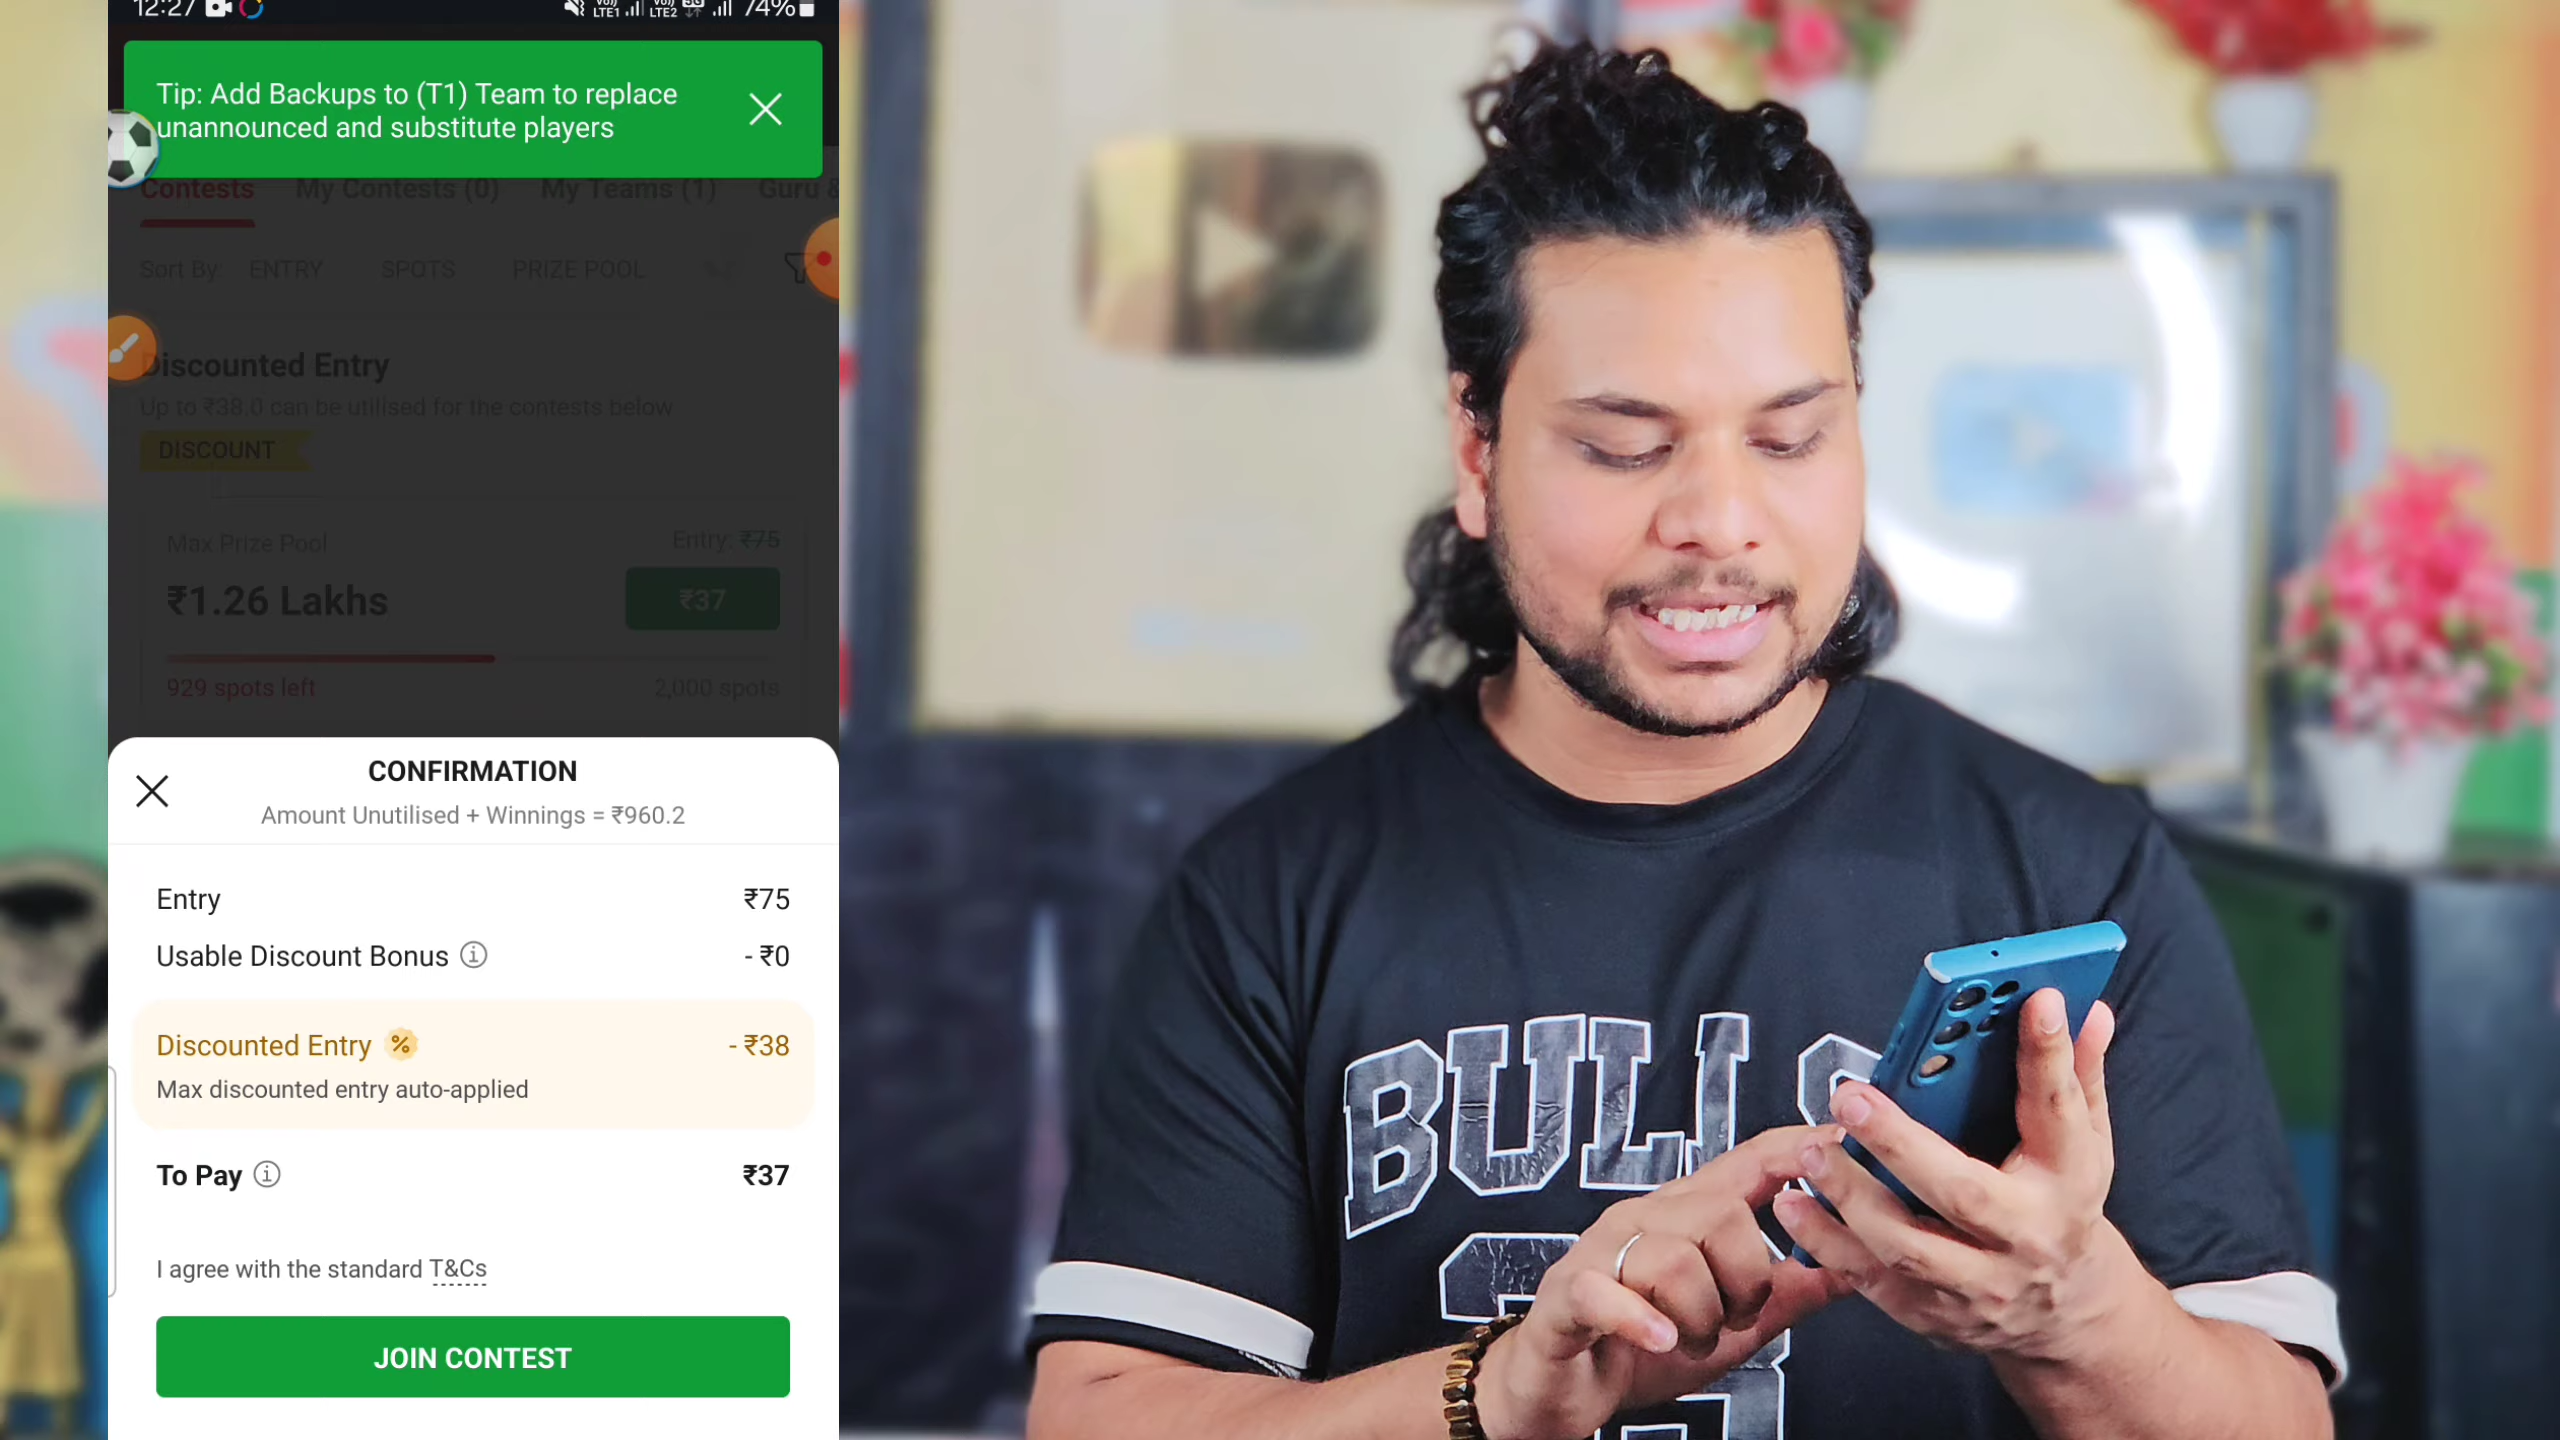 12:27 LTE1 LTE2 5G 74%
Tip: Add Backups to (T1) Team to replace
unannounced and substitute players
Contests My Contests (0) My Teams (1) Guru &
Sort By ENTRY SPOTS PRIZE POOL
Discounted Entry
Up to ₹38.0 can be utilised for the contests below
DISCOUNT
Max Prize Pool Entry: ₹75
₹1.26 Lakhs ₹37
929 spots left 2,000 spots
CONFIRMATION
Amount Unutilised + Winnings = ₹960.2
Entry ₹75
Usable Discount Bonus - ₹0
Discounted Entry - ₹38
Max discounted entry auto-applied
To Pay ₹37
I agree with the standard T&Cs
JOIN CONTEST
BULLS